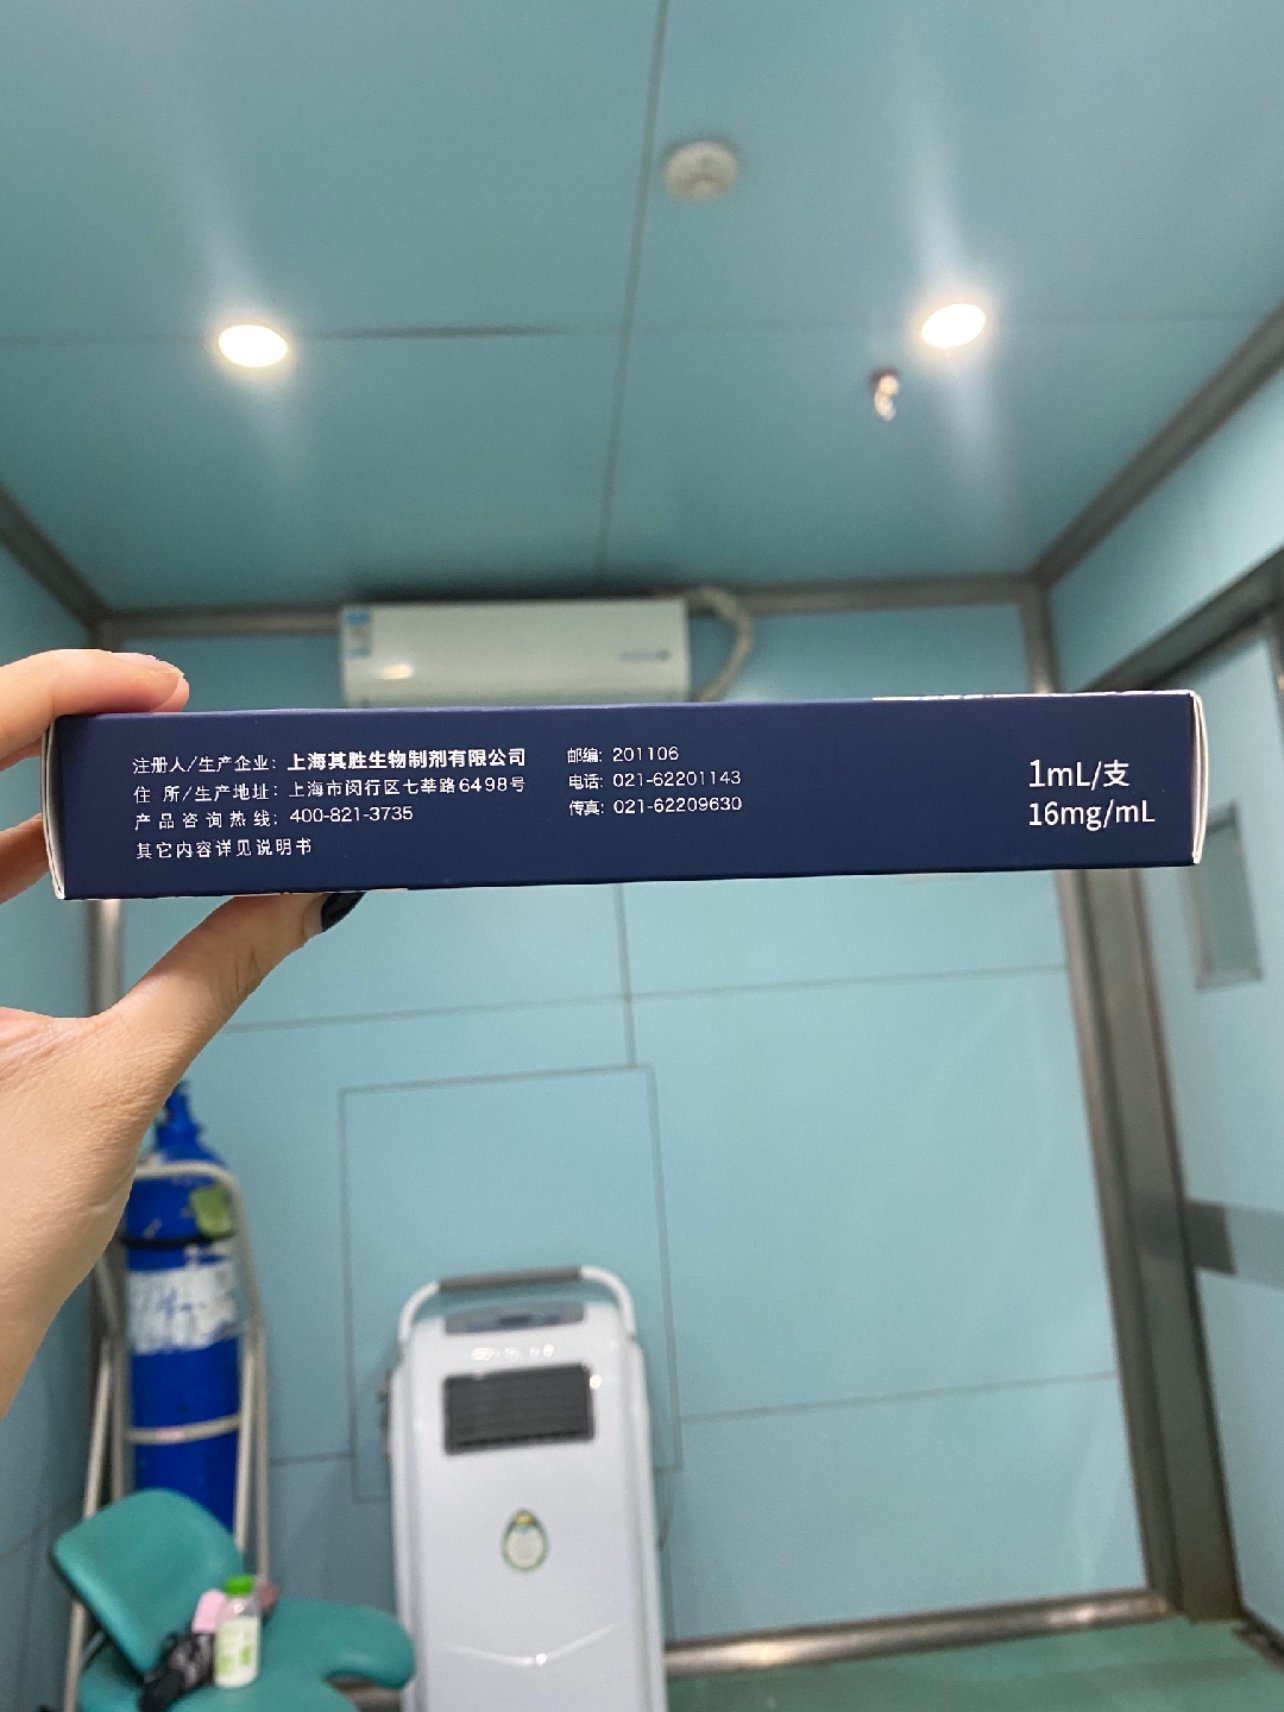 注册人/生产企业: 上海其胜生物制剂有限公司
住 所/生产地址: 上海市闵行区七莘路6498号
产品咨询热线: 400-821-3735
其它内容详见说明书
邮编: 201106
电话: 021-62201143
传真: 021-62209630
1mL/支
16mg/mL